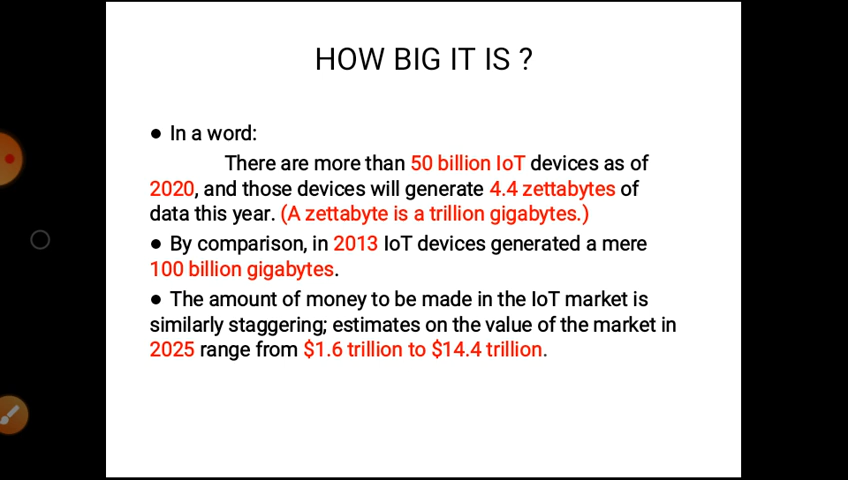 HOW BIG IT IS ?
● In a word:
There are more than 50 billion IoT devices as of
2020, and those devices will generate 4.4 zettabytes of
data this year. (A zettabyte is a trillion gigabytes.)
● By comparison, in 2013 IoT devices generated a mere
100 billion gigabytes.
● The amount of money to be made in the IoT market is
similarly staggering; estimates on the value of the market in
2025 range from $1.6 trillion to $14.4 trillion.